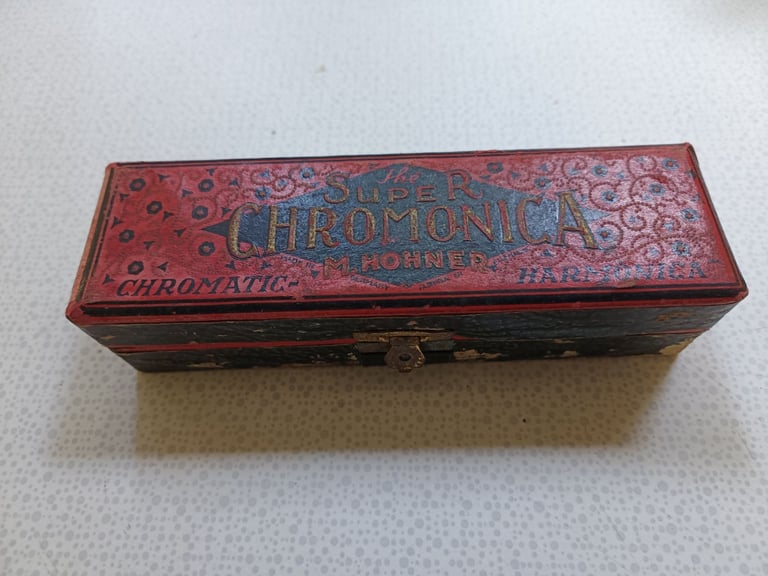 The
SUPER
CHROMONICA
M. HOHNER
CHROMATIC- HARMONICA